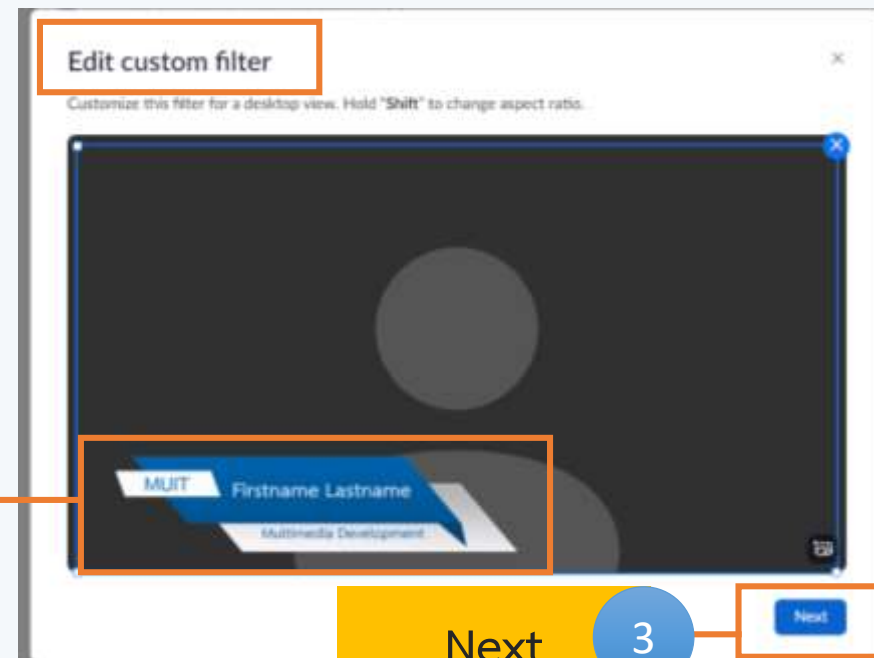 Edit custom filter
Customize this filter for a desktop view. Hold "Shift" to change aspect ratio.
MUIT
Firstname Lastname
Multimedia Development
Next
Next
3